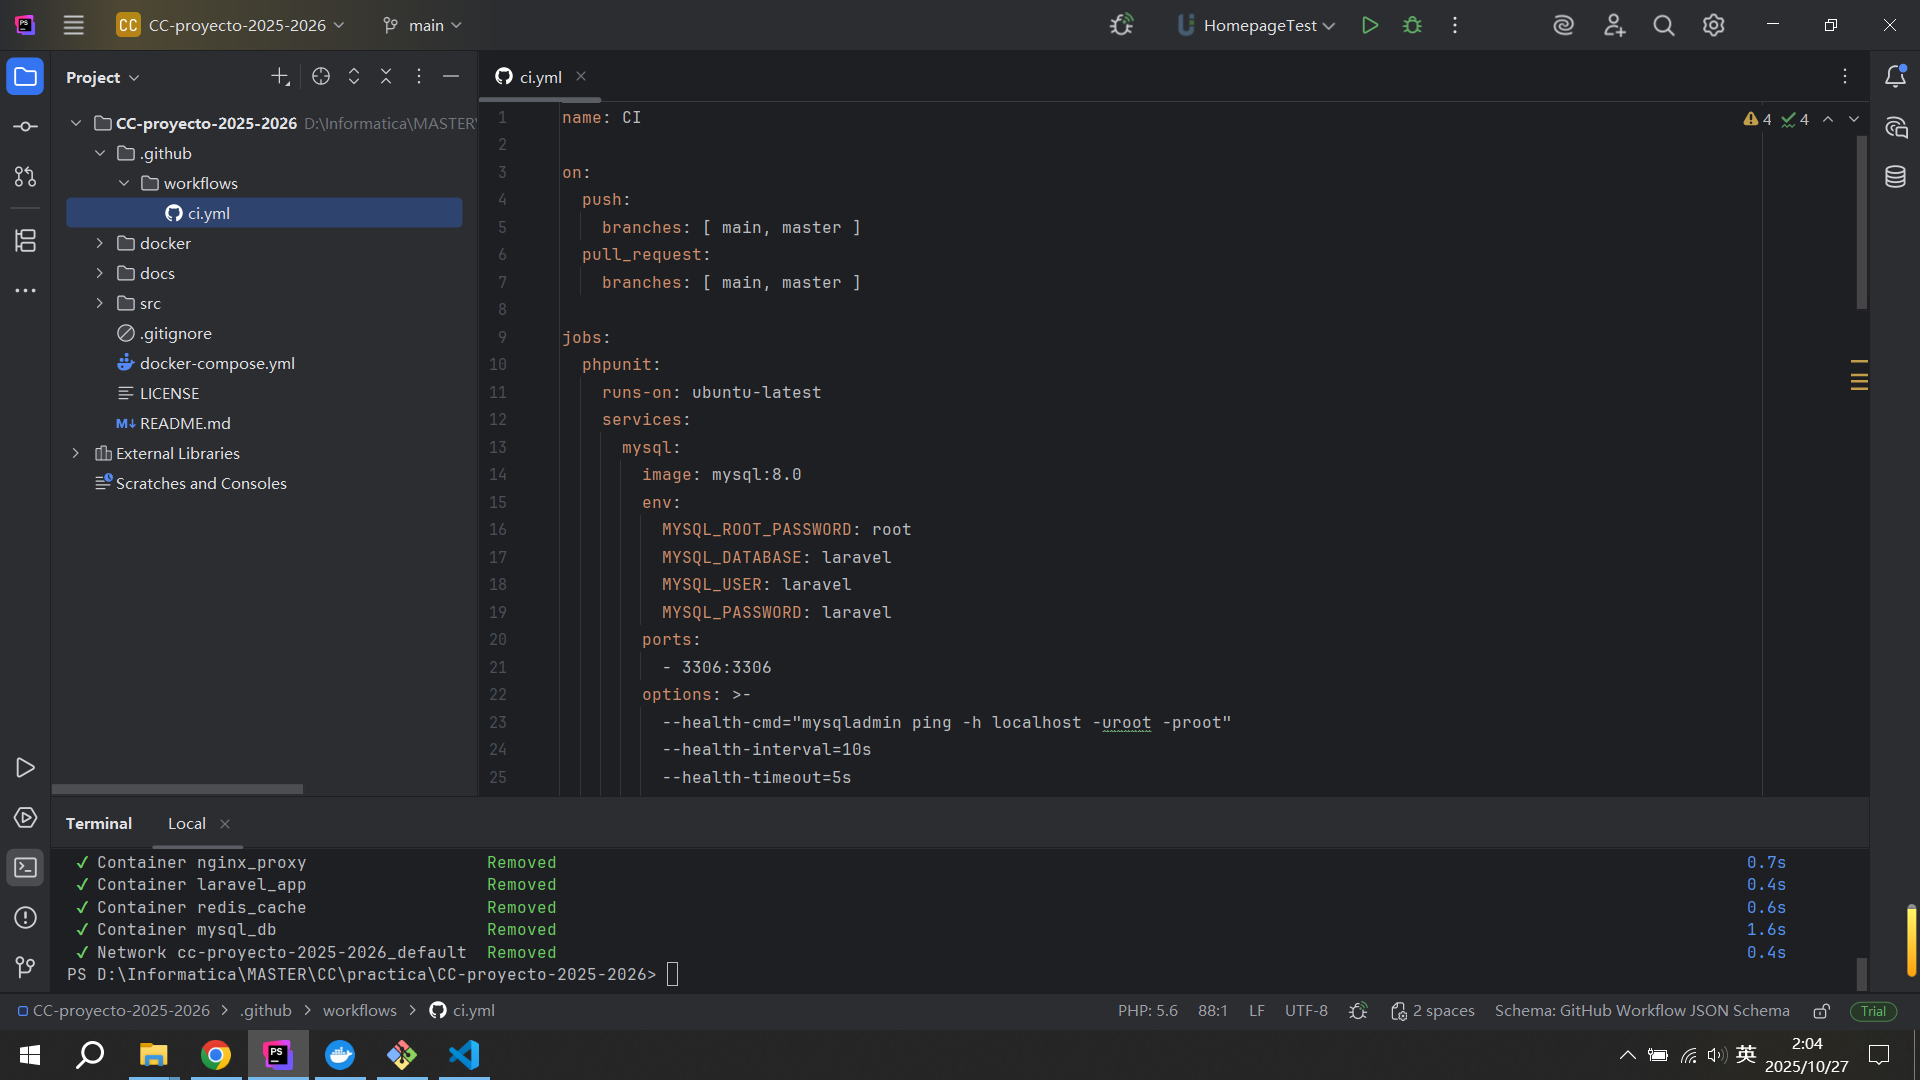 CC CC-proyecto-2025-2026 main HomepageTest
Project
CC-proyecto-2025-2026 D:\Informatica\MASTER\
.github
workflows
ci.yml
docker
docs
src
.gitignore
docker-compose.yml
LICENSE
README.md
External Libraries
Scratches and Consoles
ci.yml
4 4
1 name: CI
2
3 on:
4 push:
5 branches: [ main, master ]
6 pull_request:
7 branches: [ main, master ]
8
9 jobs:
10 phpunit:
11 runs-on: ubuntu-latest
12 services:
13 mysql:
14 image: mysql:8.0
15 env:
16 MYSQL_ROOT_PASSWORD: root
17 MYSQL_DATABASE: laravel
18 MYSQL_USER: laravel
19 MYSQL_PASSWORD: laravel
20 ports:
21 - 3306:3306
22 options: >-
23 --health-cmd="mysqladmin ping -h localhost -uroot -proot"
24 --health-interval=10s
25 --health-timeout=5s
Terminal Local
✓ Container nginx_proxy Removed 0.7s
✓ Container laravel_app Removed 0.4s
✓ Container redis_cache Removed 0.6s
✓ Container mysql_db Removed 1.6s
✓ Network cc-proyecto-2025-2026_default Removed 0.4s
PS D:\Informatica\MASTER\CC\practica\CC-proyecto-2025-2026>
CC-proyecto-2025-2026 > .github > workflows > ci.yml PHP: 5.6 88:1 LF UTF-8 2 spaces Schema: GitHub Workflow JSON Schema Trial
英 2:04
2025/10/27